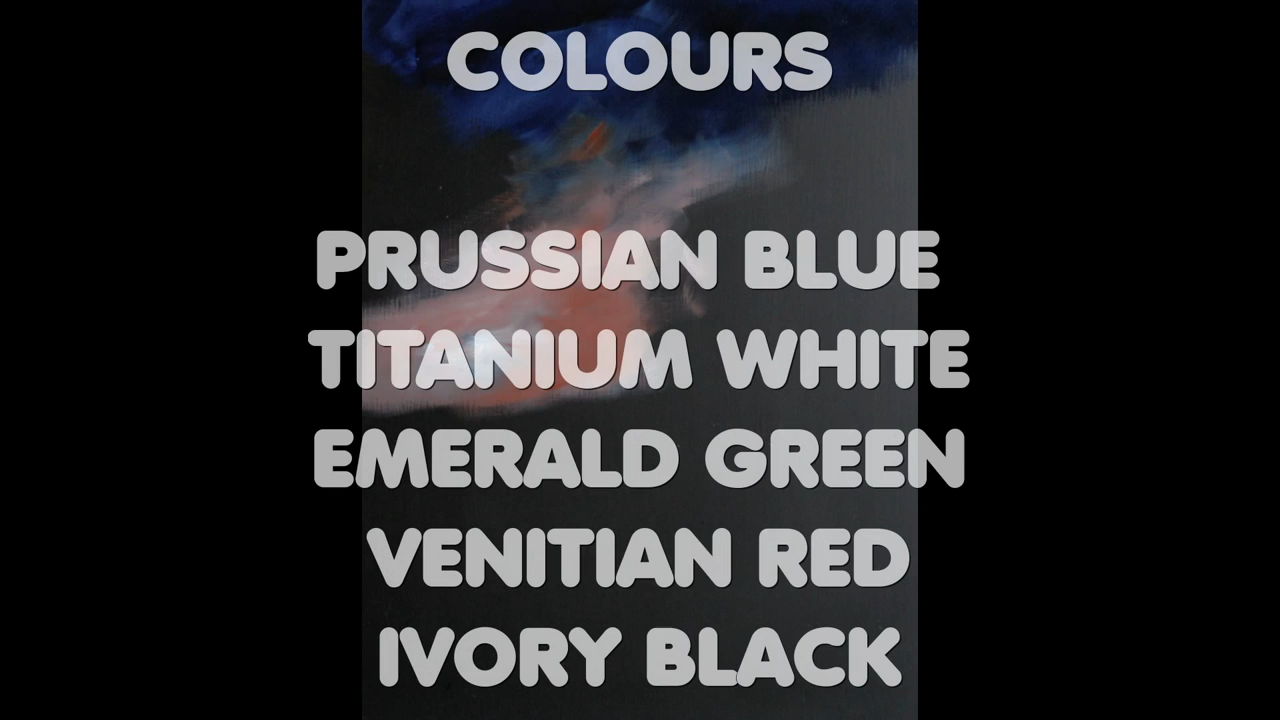 COLOURS
PRUSSIAN BLUE
TITANIUM WHITE
EMERALD GREEN
VENITIAN RED
IVORY BLACK